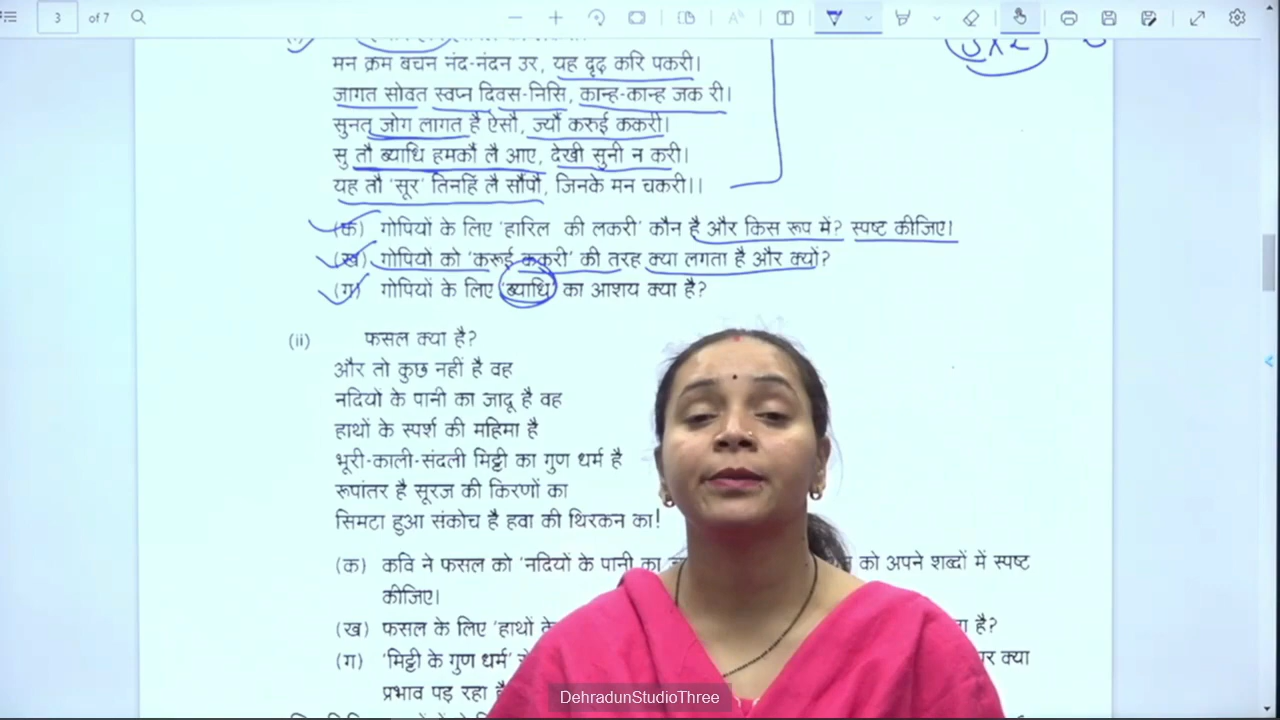 3 of 7
मन क्रम बचन नंद-नंदन उर, यह दृढ़ करि पकरी।
जागत सोवत स्वप्न दिवस-निसि, कान्ह-कान्ह जक री।
सुनत जोग लागत है ऐसौ, ज्यौं करुई ककरी।
सु तौ ब्याधि हमकौ लै आए, देखी सुनी न करी।
यह तौ 'सूर' तिनहिं लै सौंपौ, जिनके मन चकरी।।
(क) गोपियों के लिए 'हारिल की लकरी' कौन है और किस रूप में? स्पष्ट कीजिए।
(ख) गोपियों को 'करूई ककरी' की तरह क्या लगता है और क्यों?
(ग) गोपियों के लिए 'ब्याधि' का आशय क्या है?
(ii) फसल क्या है?
और तो कुछ नहीं है वह
नदियों के पानी का जादू है वह
हाथों के स्पर्श की महिमा है
भूरी-काली-संदली मिट्टी का गुण धर्म है
रूपांतर है सूरज की किरणों का
सिमटा हुआ संकोच है हवा की थिरकन का!
(क) कवि ने फसल को 'नदियों के पानी का को अपने शब्दों में स्पष्ट
कीजिए।
(ख) फसल के लिए 'हाथों है?
(ग) 'मिट्टी के गुण धर्म' क्या
प्रभाव पड़ रहा
DehradunStudioThree